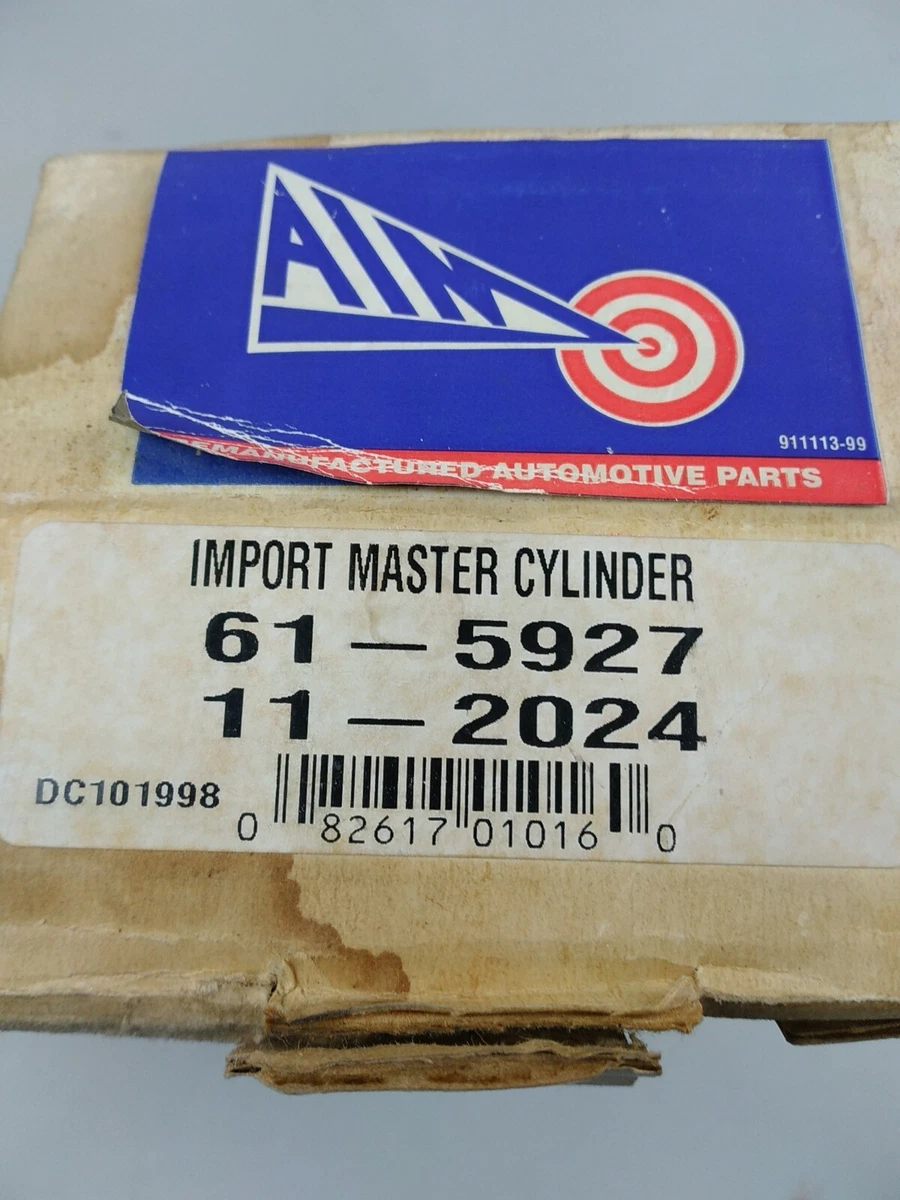 AIM
911113-99
REMANUFACTURED AUTOMOTIVE PARTS
IMPORT MASTER CYLINDER
61-5927
11-2024
DC101998
0 82617 01016 0